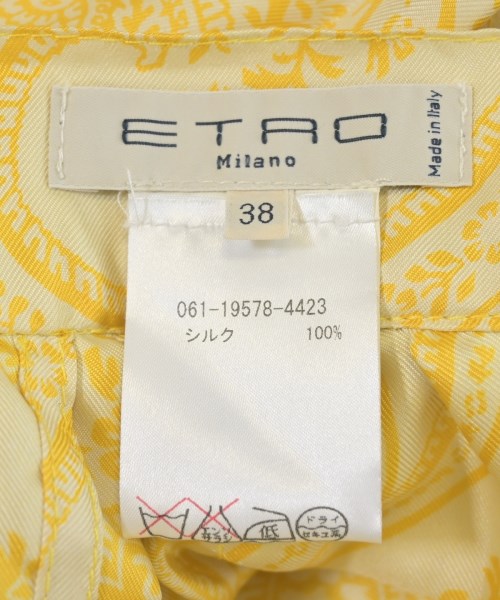 ETRO
Milano
Made in Italy
38
061-19578-4423
シルク 100%
低
ドライ
セキユ系